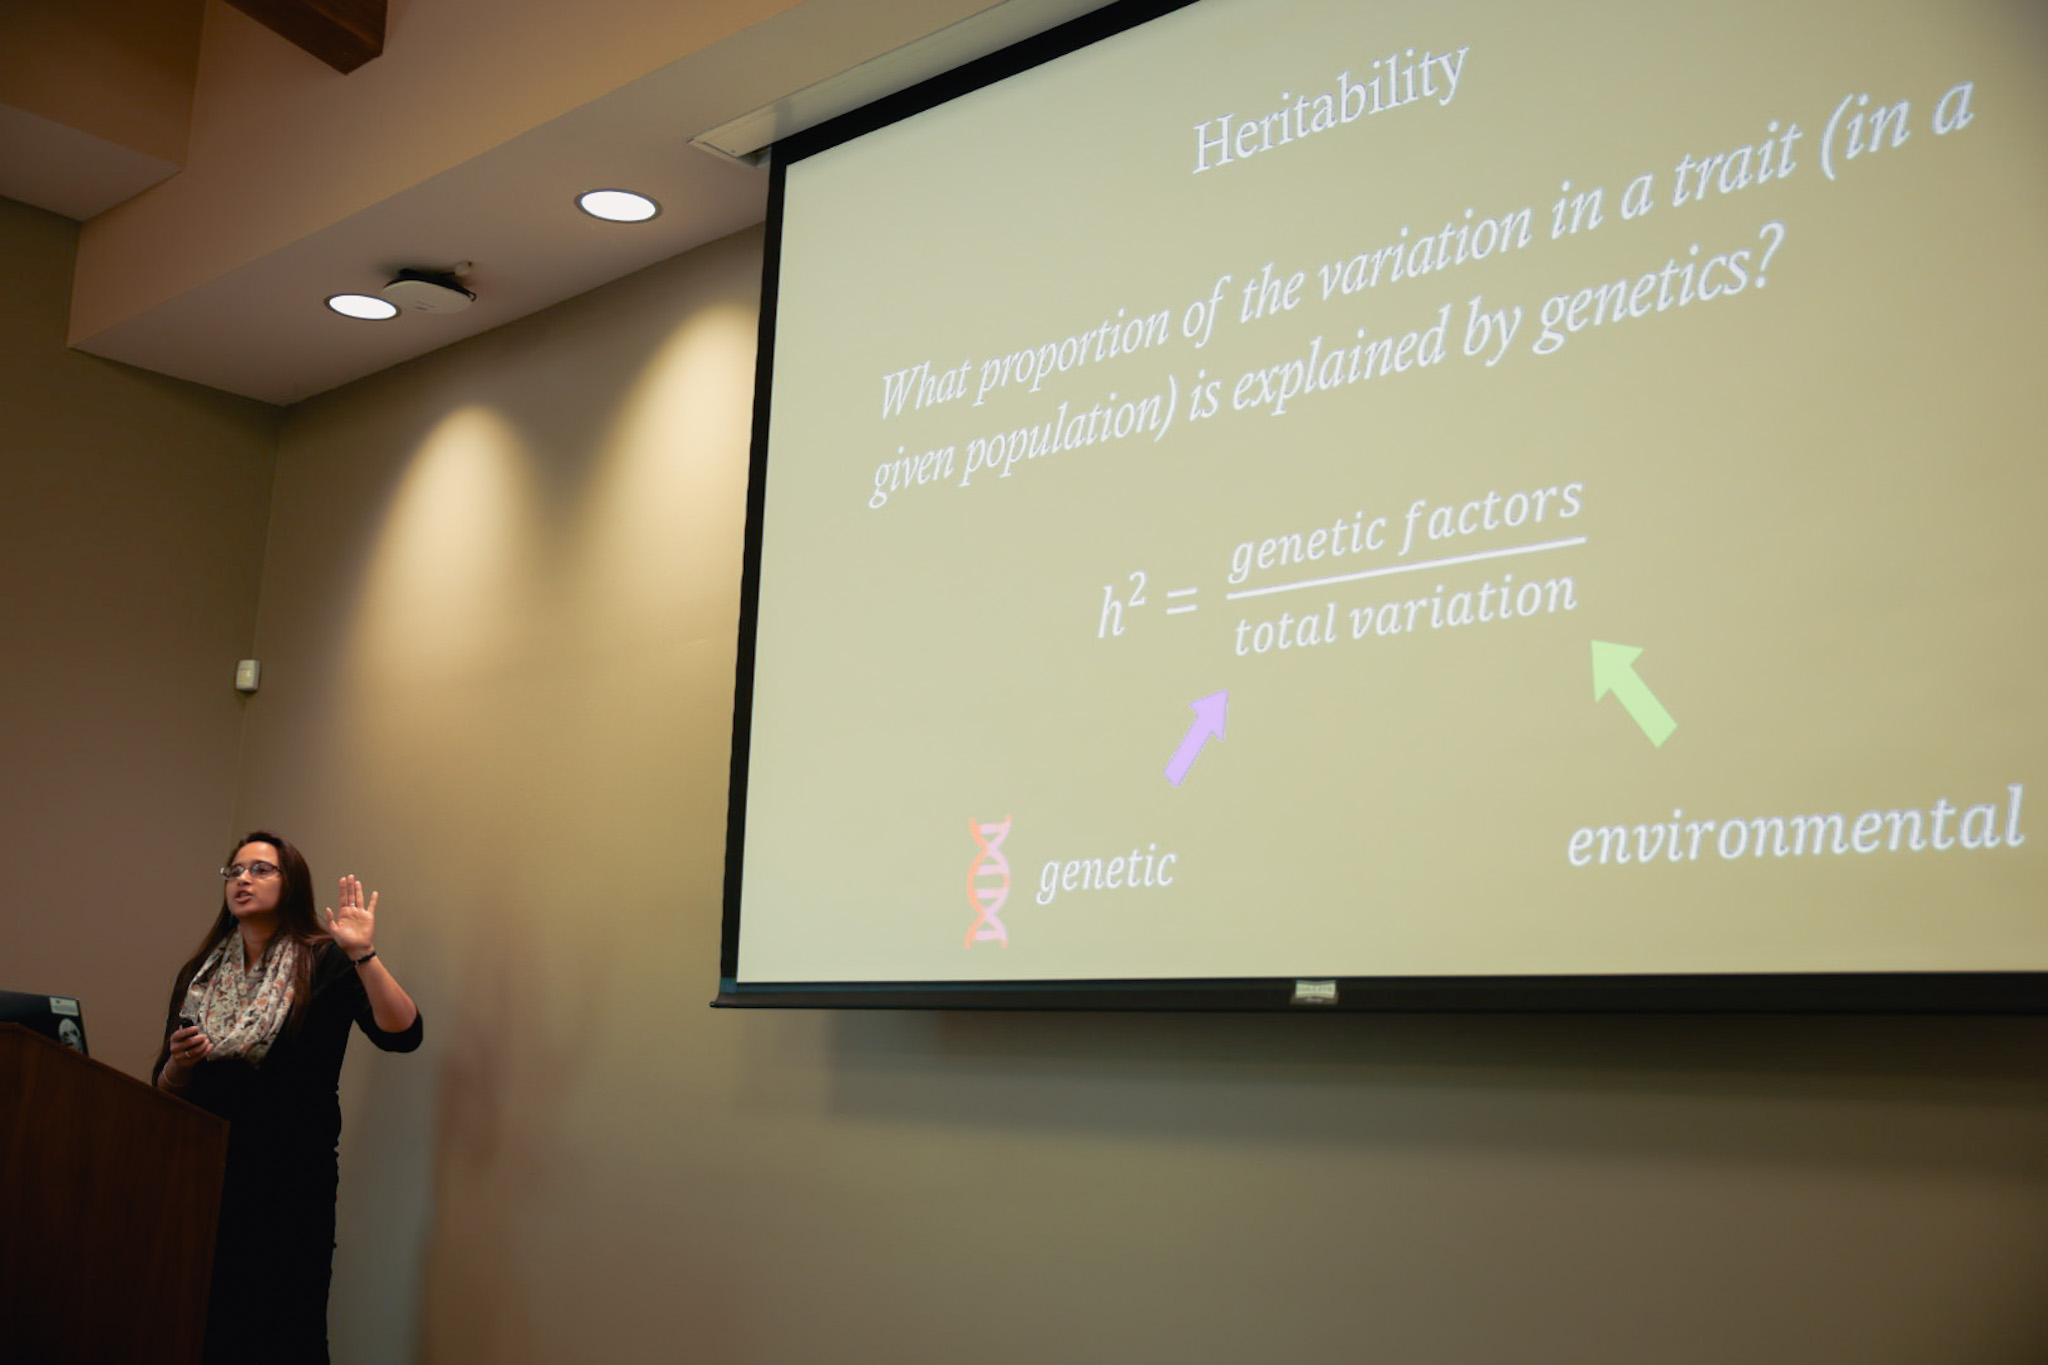 Heritability
What proportion of the variation in a trait (in a
given population) is explained by genetics?
h² = genetic factors
total variation
genetic
environmental